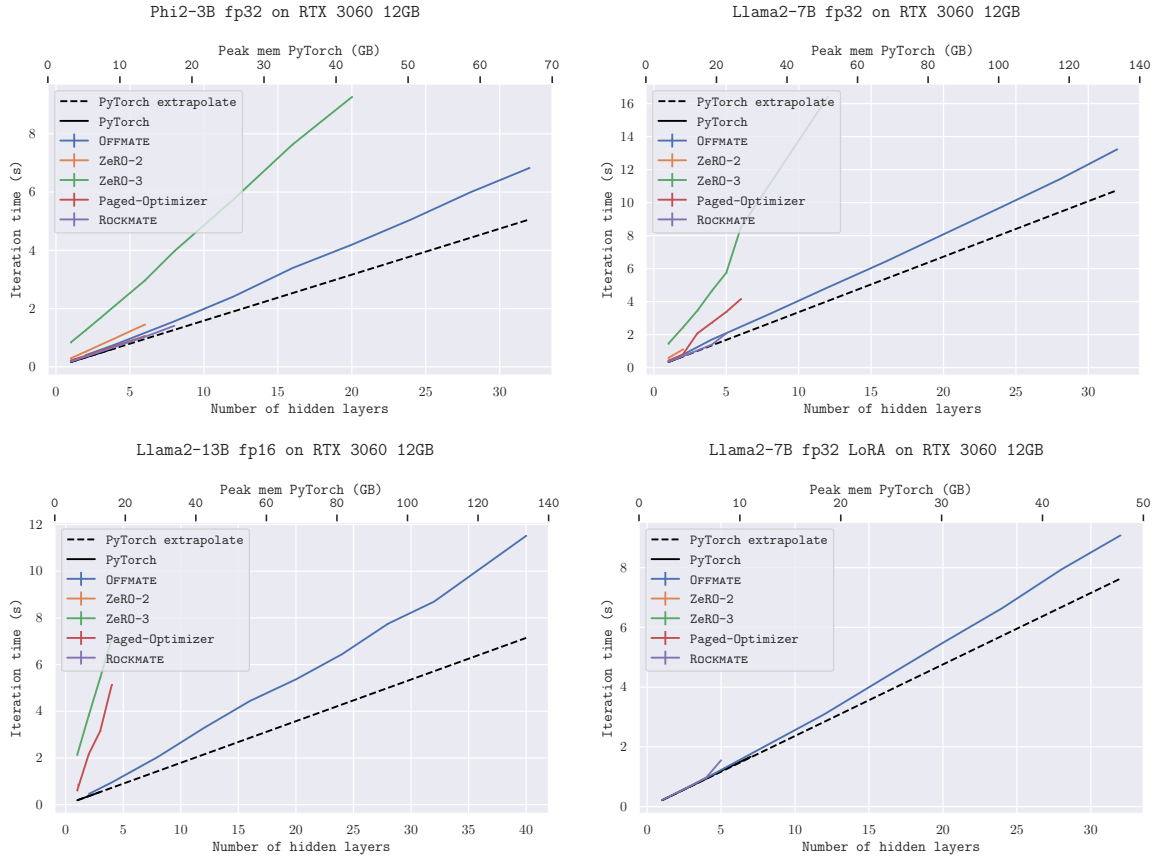 Phi2-3B fp32 on RTX 3060 12GB
Peak mem PyTorch (GB)
0 10 20 30 40 50 60 70
Iteration time (s)
8
6
4
2
0
PyTorch extrapolate
PyTorch
OFFMATE
ZeRO-2
ZeRO-3
Paged-Optimizer
ROCKMATE
0 5 10 15 20 25 30
Number of hidden layers
Llama2-7B fp32 on RTX 3060 12GB
Peak mem PyTorch (GB)
0 20 40 60 80 100 120 140
Iteration time (s)
16
14
12
10
8
6
4
2
0
PyTorch extrapolate
PyTorch
OFFMATE
ZeRO-2
ZeRO-3
Paged-Optimizer
ROCKMATE
0 5 10 15 20 25 30
Number of hidden layers
Llama2-13B fp16 on RTX 3060 12GB
Peak mem PyTorch (GB)
0 20 40 60 80 100 120 140
Iteration time (s)
12
10
8
6
4
2
0
PyTorch extrapolate
PyTorch
OFFMATE
ZeRO-2
ZeRO-3
Paged-Optimizer
ROCKMATE
0 5 10 15 20 25 30 35 40
Number of hidden layers
Llama2-7B fp32 LoRA on RTX 3060 12GB
Peak mem PyTorch (GB)
0 10 20 30 40 50
Iteration time (s)
8
6
4
2
0
PyTorch extrapolate
PyTorch
OFFMATE
ZeRO-2
ZeRO-3
Paged-Optimizer
ROCKMATE
0 5 10 15 20 25 30
Number of hidden layers